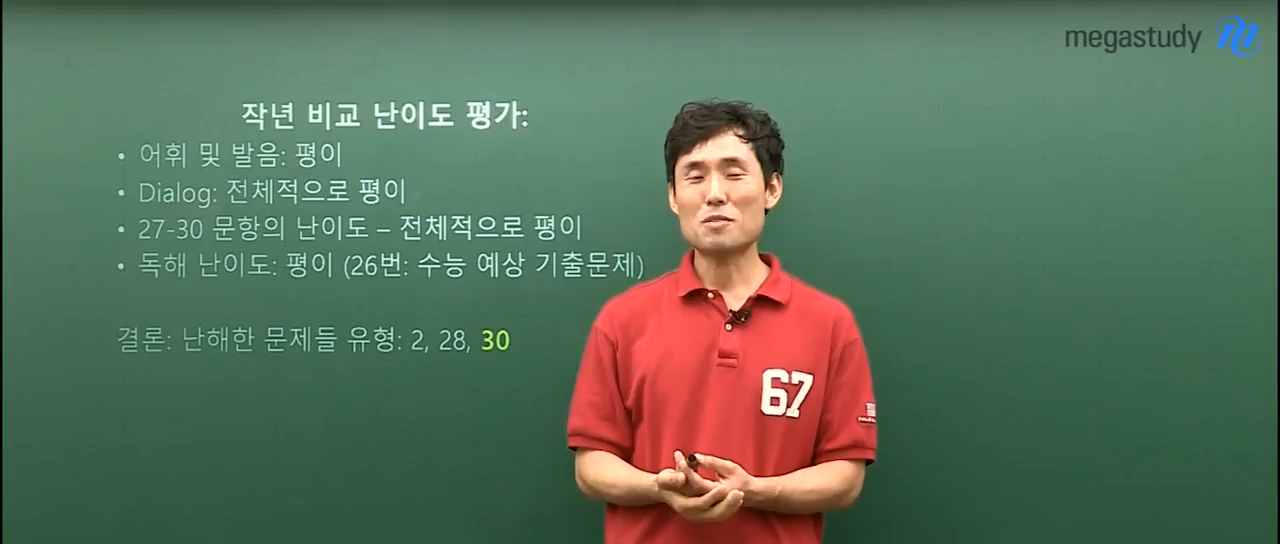 megastudy
작년 비교 난이도 평가:
• 어휘 및 발음: 평이
• Dialog: 전체적으로 평이
• 27-30 문항의 난이도 – 전체적으로 평이
• 독해 난이도: 평이 (26번: 수능 예상 기출문제)
결론: 난해한 문제들 유형: 2, 28, 30
67